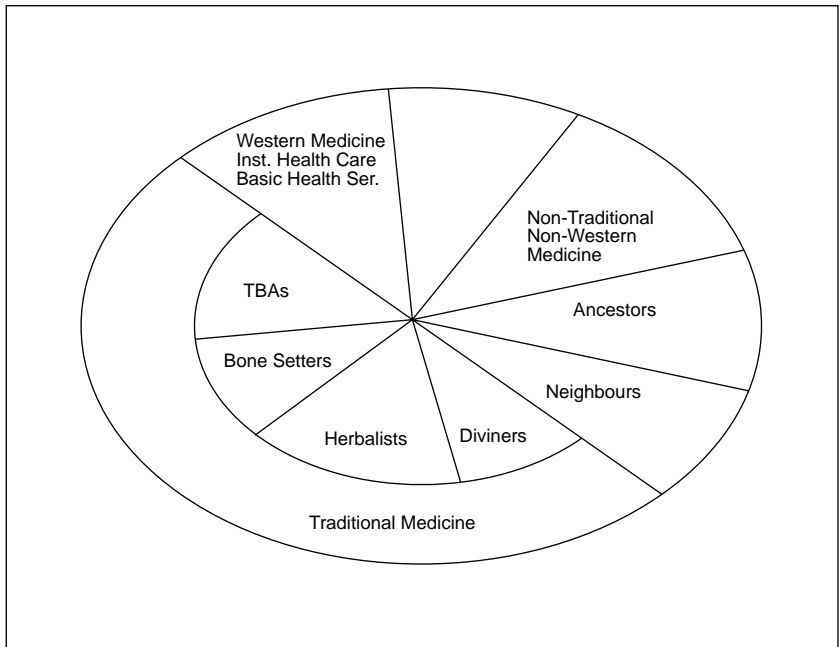 Western Medicine
Inst. Health Care
Basic Health Ser.
Non-Traditional
Non-Western
Medicine
TBAs
Ancestors
Bone Setters
Neighbours
Herbalists
Diviners
Traditional Medicine